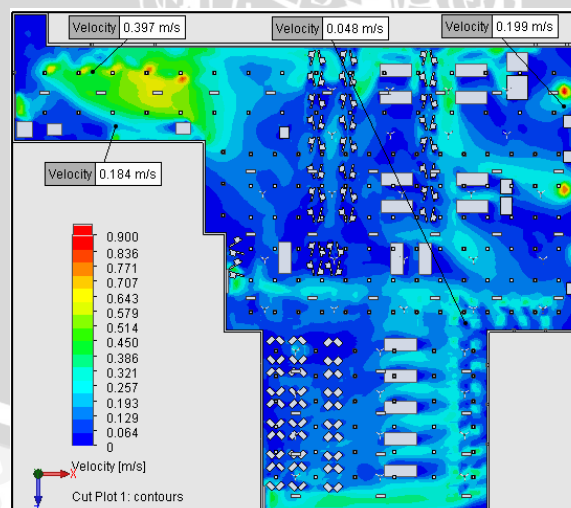 Velocity 0.397 m/s
Velocity 0.048 m/s
Velocity 0.199 m/s
Velocity 0.184 m/s
0.900
0.836
0.771
0.707
0.643
0.579
0.514
0.450
0.386
0.321
0.257
0.193
0.129
0.064
0
Velocity [m/s]
X
Cut Plot 1: contours